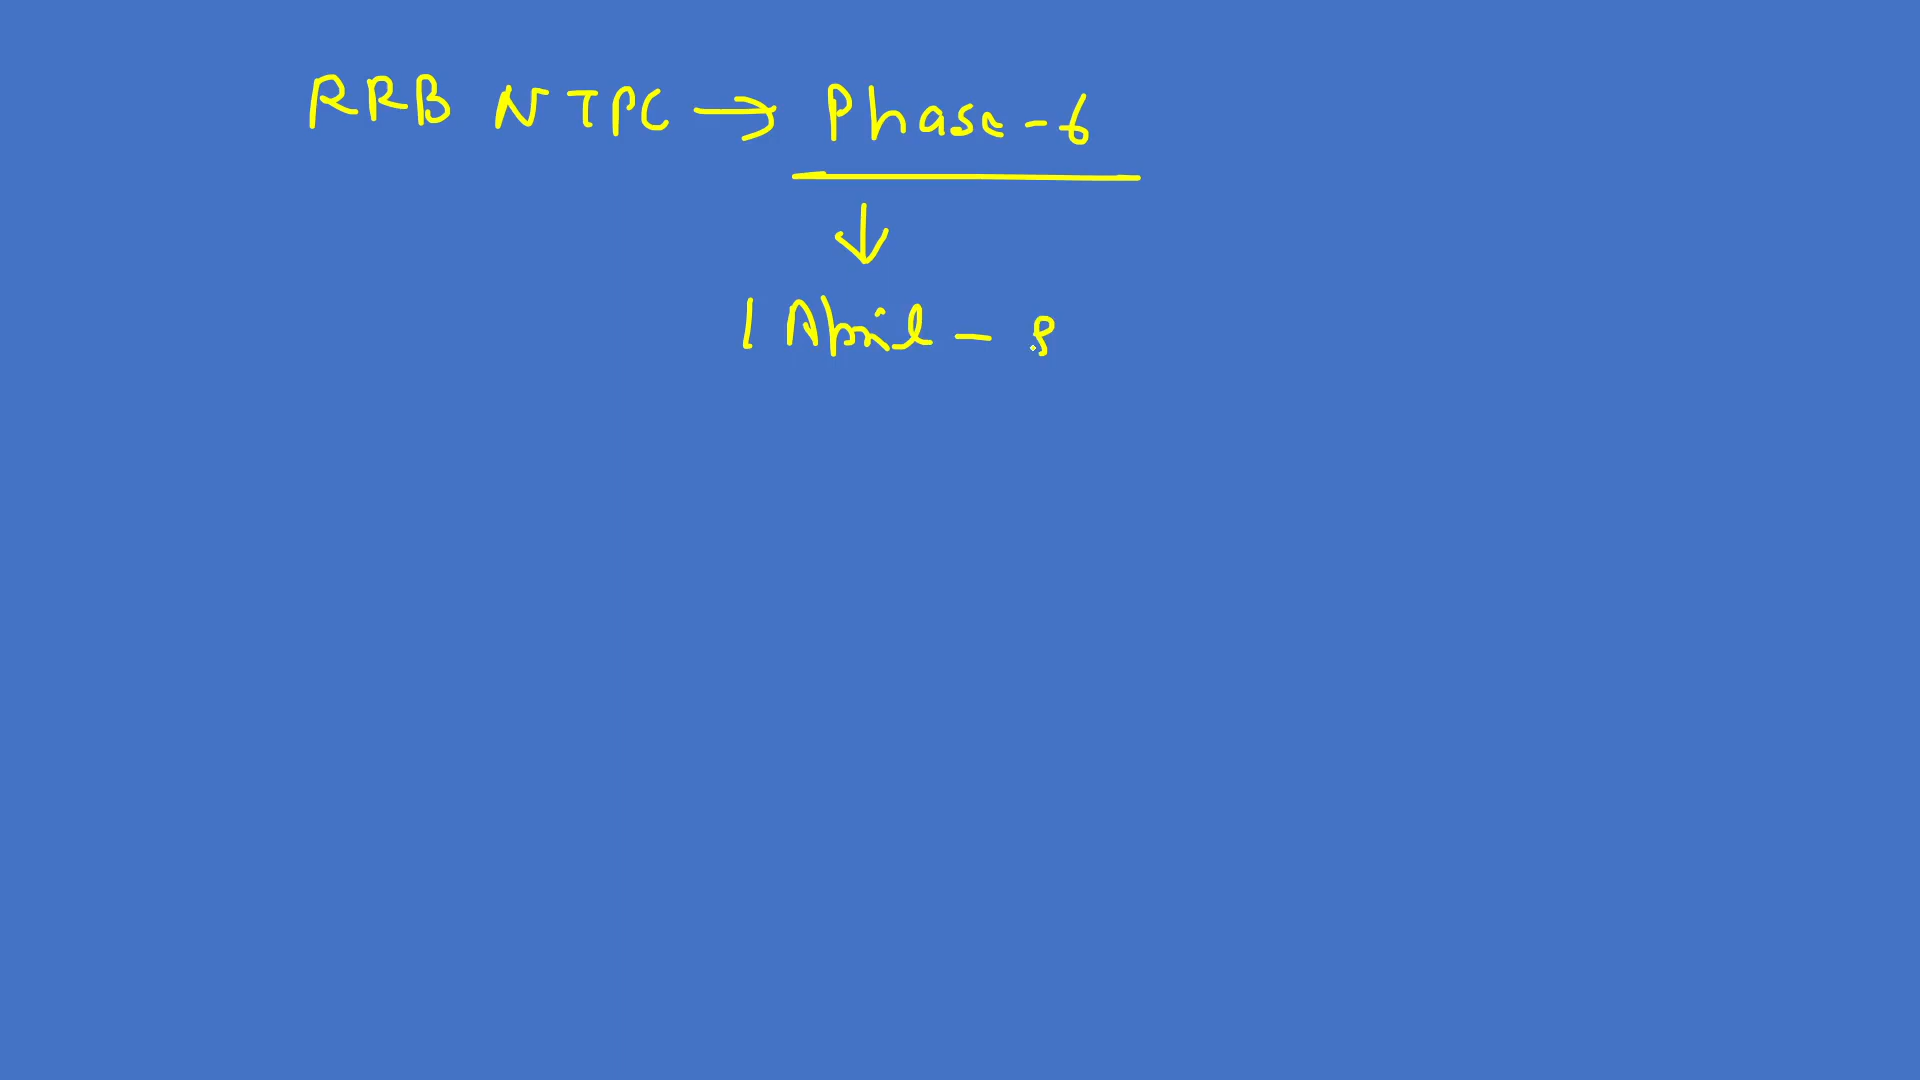 RRB NTPC → Phase-6
↓
1 April - 8